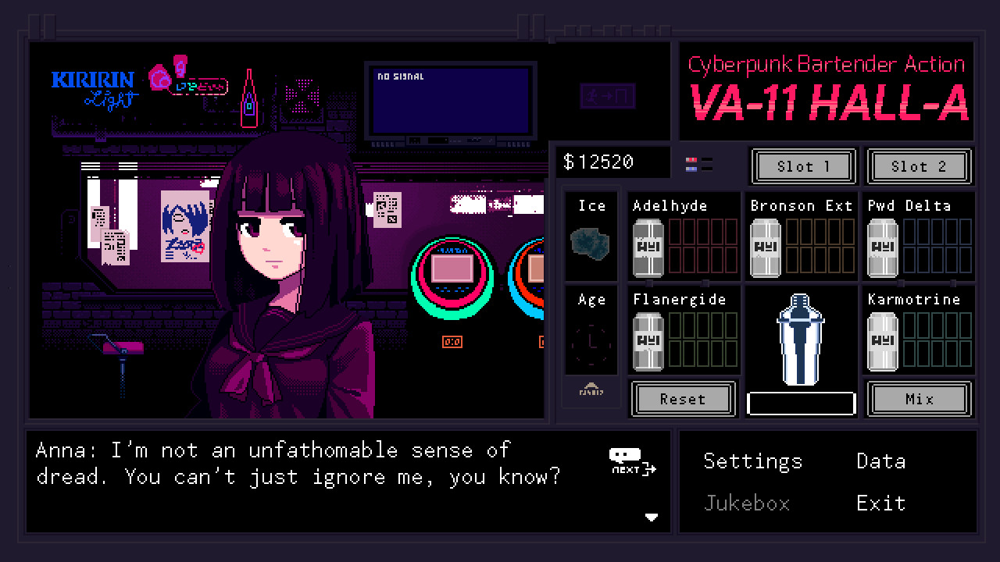 KIRIRIN
Light
NO SIGNAL
Cyberpunk Bartender Action
VA-11 HALL-A
$12520
Slot 1
Slot 2
Ice
Adelhyde
Bronson Ext
Pwd Delta
Age
Flanergide
Karmotrine
Reset
Mix
Anna: I'm not an unfathomable sense of
dread. You can't just ignore me, you know?
NEXT
Settings
Data
Jukebox
Exit